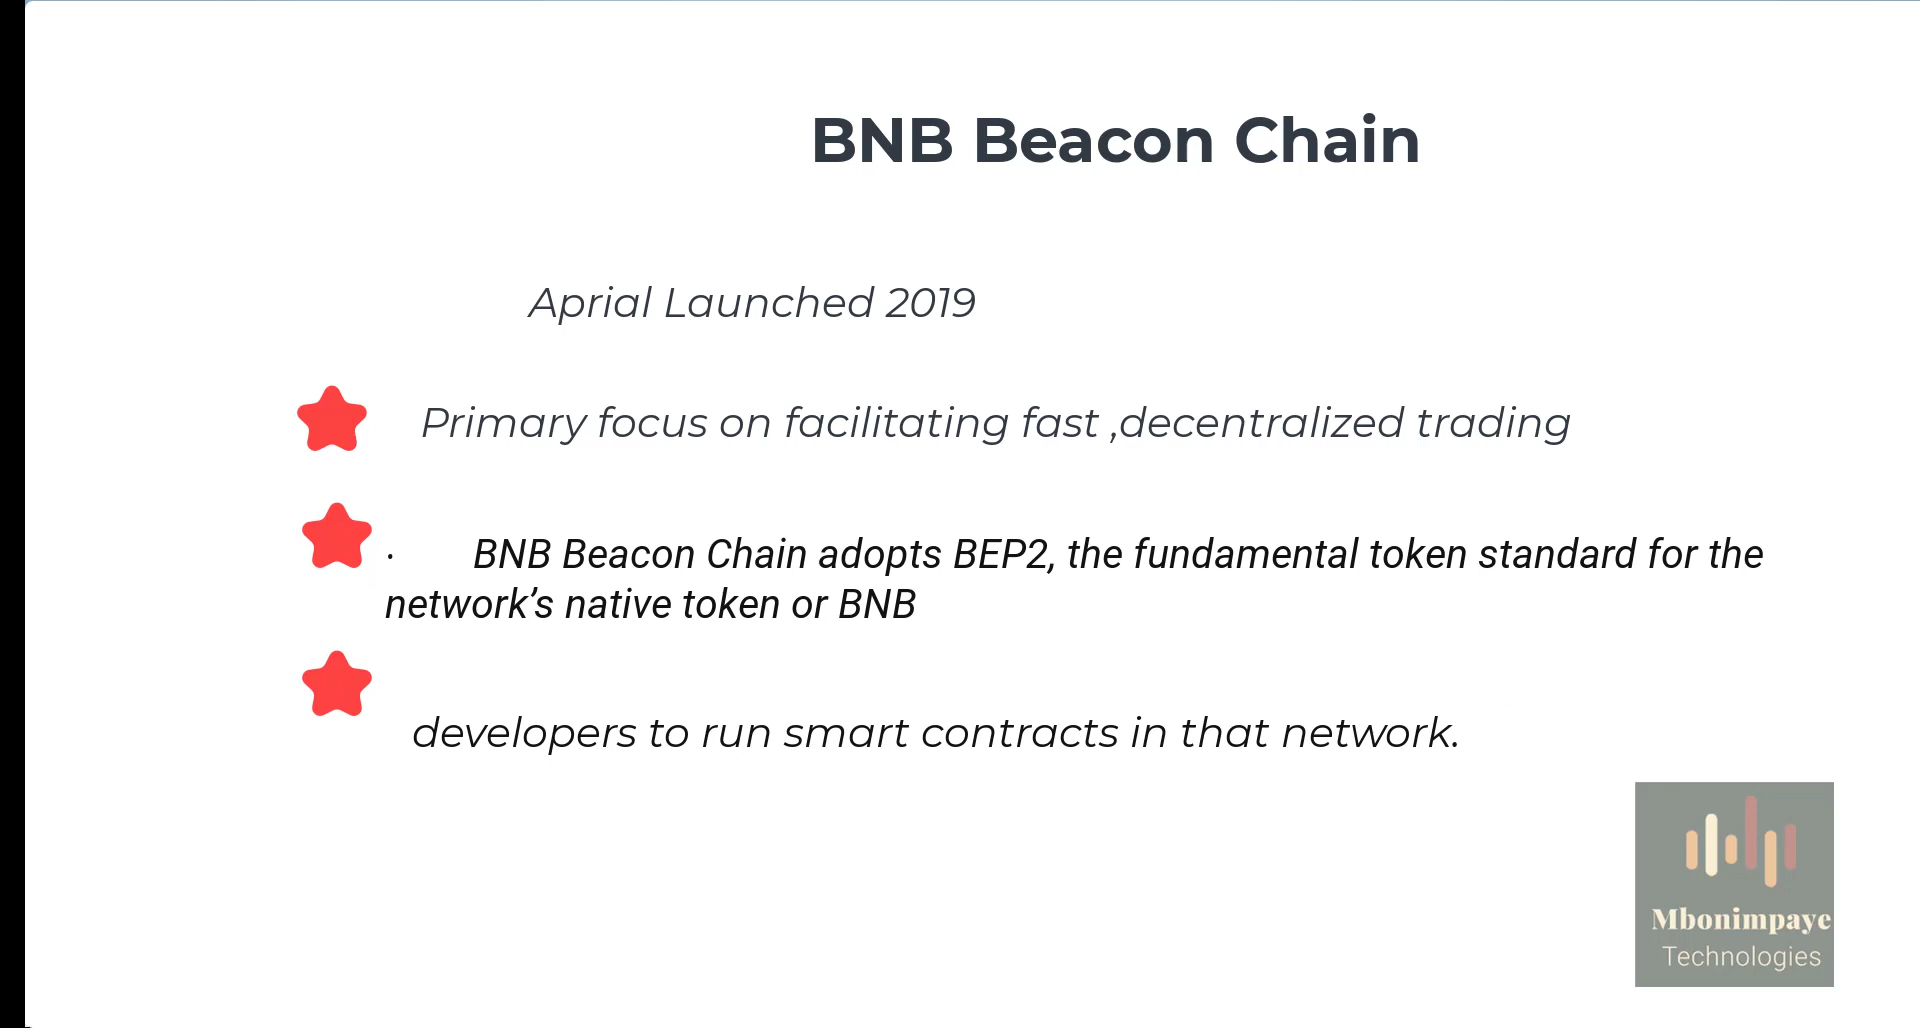 BNB Beacon Chain
Aprial Launched 2019
Primary focus on facilitating fast ,decentralized trading
· BNB Beacon Chain adopts BEP2, the fundamental token standard for the
network’s native token or BNB
developers to run smart contracts in that network.
Mbonimpaye
Technologies